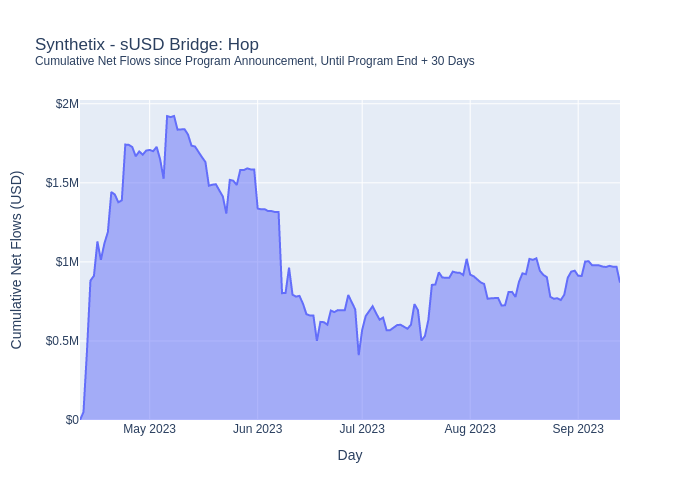 Synthetix - sUSD Bridge: Hop
Cumulative Net Flows since Program Announcement, Until Program End + 30 Days
Cumulative Net Flows (USD)
$2M
$1.5M
$1M
$0.5M
$0
May 2023
Jun 2023
Jul 2023
Aug 2023
Sep 2023
Day